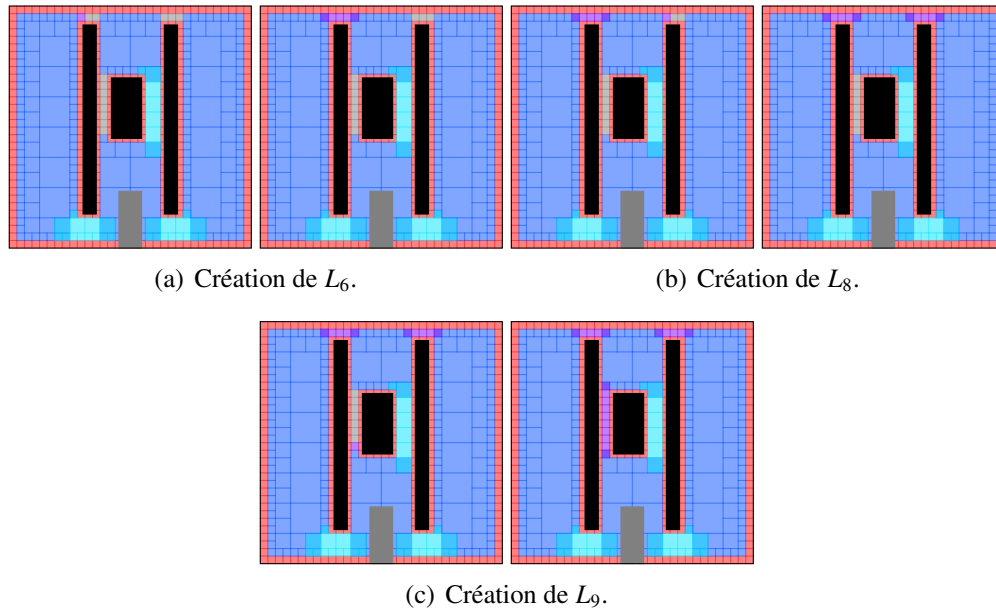 (a) Création de L₆.
(b) Création de L₈.
(c) Création de L₉.